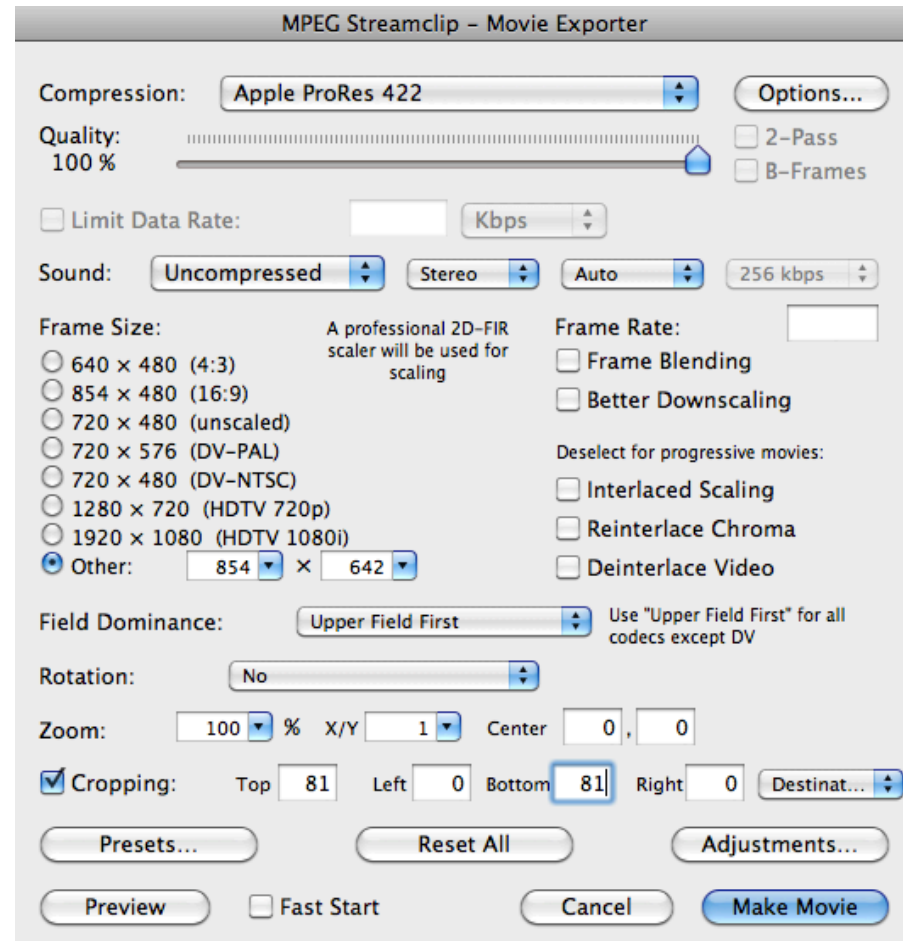 MPEG Streamclip – Movie Exporter
Compression: Apple ProRes 422 Options...
Quality: 2-Pass
100 % B-Frames
Limit Data Rate: Kbps
Sound: Uncompressed Stereo Auto 256 kbps
Frame Size: A professional 2D-FIR Frame Rate:
640 × 480 (4:3) scaler will be used for Frame Blending
854 × 480 (16:9) scaling Better Downscaling
720 × 480 (unscaled)
720 × 576 (DV-PAL) Deselect for progressive movies:
720 × 480 (DV-NTSC) Interlaced Scaling
1280 × 720 (HDTV 720p) Reinterlace Chroma
1920 × 1080 (HDTV 1080i)
Other: 854 × 642 Deinterlace Video
Field Dominance: Upper Field First Use "Upper Field First" for all
codecs except DV
Rotation: No
Zoom: 100 % X/Y 1 Center 0 , 0
Cropping: Top 81 Left 0 Bottom 81 Right 0 Destinat...
Presets... Reset All Adjustments...
Preview Fast Start Cancel Make Movie